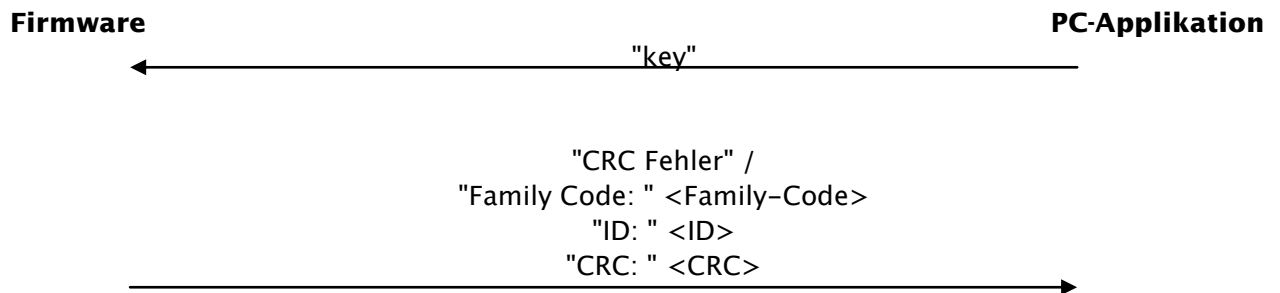 Firmware PC-Applikation
"key"
"CRC Fehler" /
"Family Code: " <Family-Code>
"ID: " <ID>
"CRC: " <CRC>